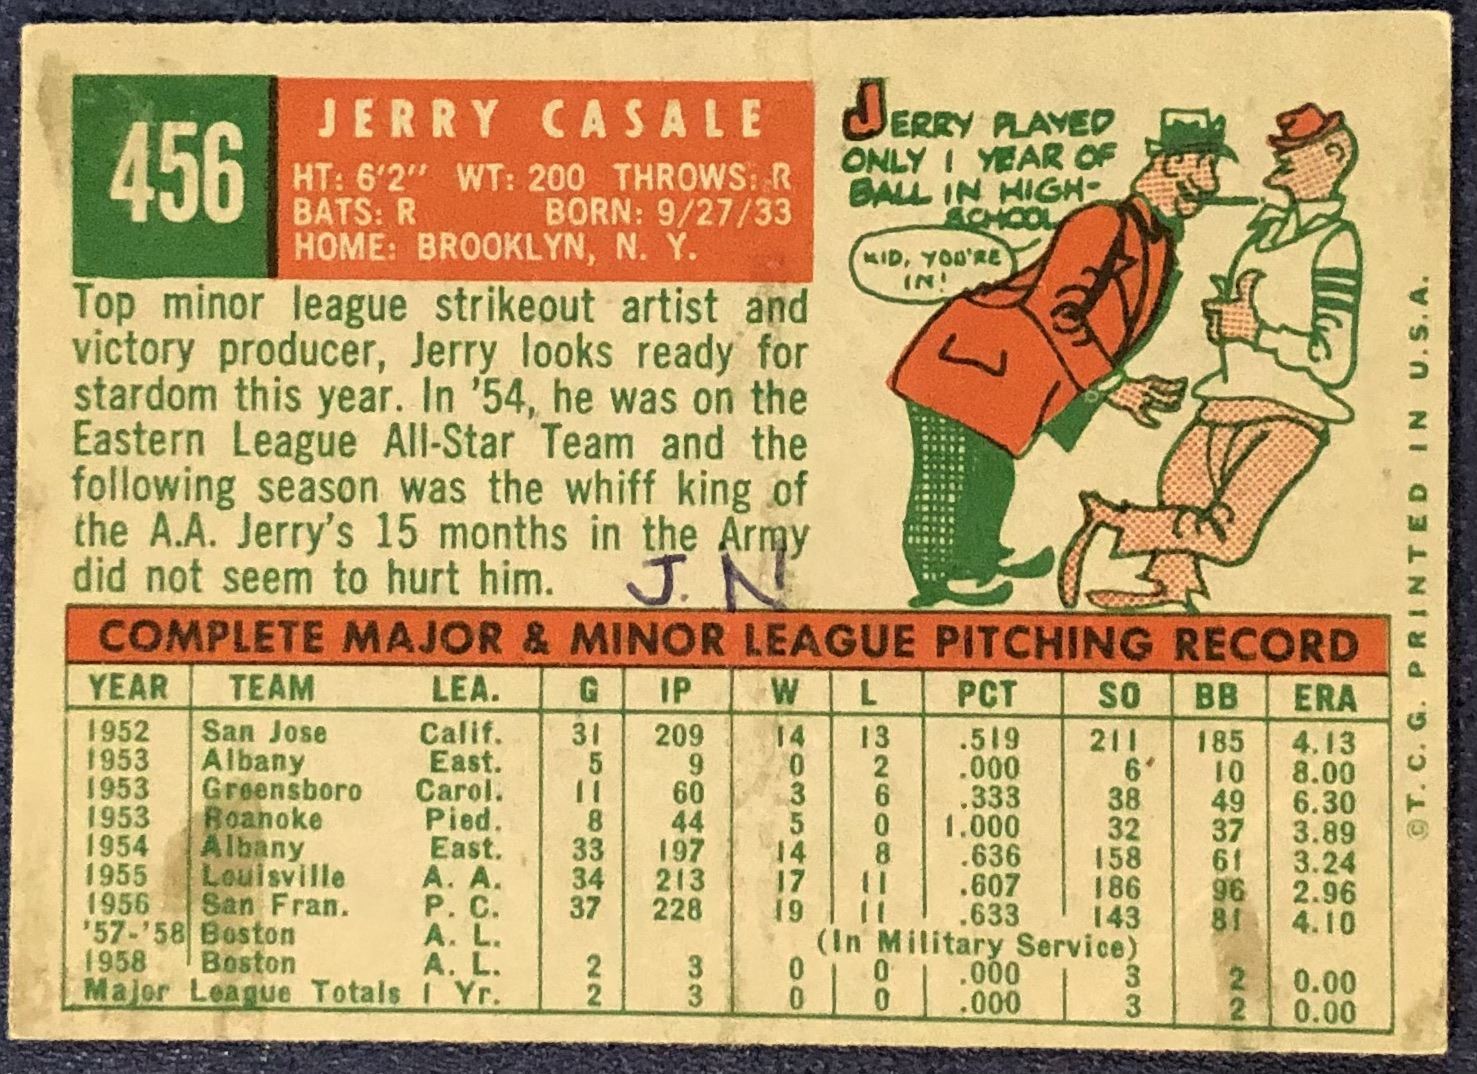 456
JERRY CASALE
HT: 6'2" WT: 200 THROWS: R
BATS: R BORN: 9/27/33
HOME: BROOKLYN, N. Y.
Top minor league strikeout artist and
victory producer, Jerry looks ready for
stardom this year. In '54, he was on the
Eastern League All-Star Team and the
following season was the whiff king of
the A.A. Jerry's 15 months in the Army
did not seem to hurt him.
J. N
JERRY PLAYED
ONLY 1 YEAR OF
BALL IN HIGH-
SCHOOL
KID, YOU'RE
IN!
COMPLETE MAJOR & MINOR LEAGUE PITCHING RECORD
YEAR TEAM LEA. G IP W L PCT SO BB ERA
1952 San Jose Calif. 31 209 14 13 .519 211 185 4.13
1953 Albany East. 5 9 0 2 .000 6 10 8.00
1953 Greensboro Carol. 11 60 3 6 .333 38 49 6.30
1953 Roanoke Pied. 8 44 5 0 1.000 32 37 3.89
1954 Albany East. 33 197 14 8 .636 158 61 3.24
1955 Louisville A. A. 34 213 17 11 .607 186 96 2.96
1956 San Fran. P. C. 37 228 19 11 .633 143 81 4.10
'57-'58 Boston A. L. (In Military Service)
1958 Boston A. L. 2 3 0 0 .000 3 2 0.00
Major League Totals 1 Yr. 2 3 0 0 .000 3 2 0.00
©T. C. G. PRINTED IN U.S.A.